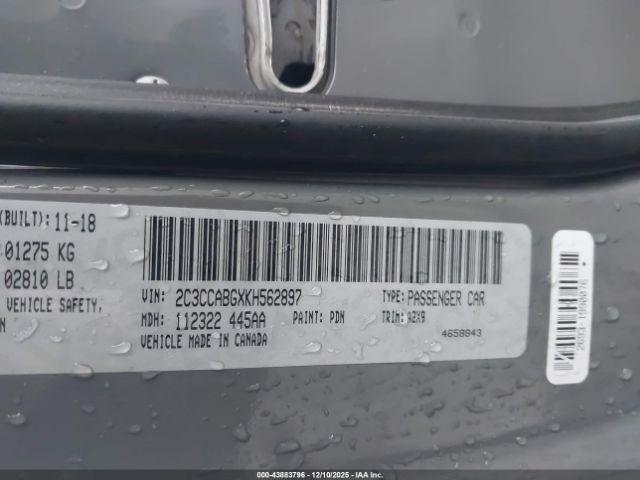 (BUILT): 11-18
01275 KG
02810 LB
VEHICLE SAFETY,
N
VIN: 2C3CCABGXKH562897
TYPE: PASSENGER CAR
MDH: 112322 445AA
PAINT: PDN
TRIM: A2X9
VEHICLE MADE IN CANADA
4658843
000-43883796 - 12/10/2025 - IAA Inc.